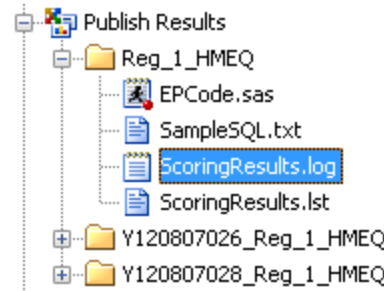 Publish Results
Reg_1_HMEQ
EPCode.sas
SampleSQL.txt
ScoringResults.log
ScoringResults.lst
Y120807026_Reg_1_HMEQ
Y120807028_Reg_1_HMEQ